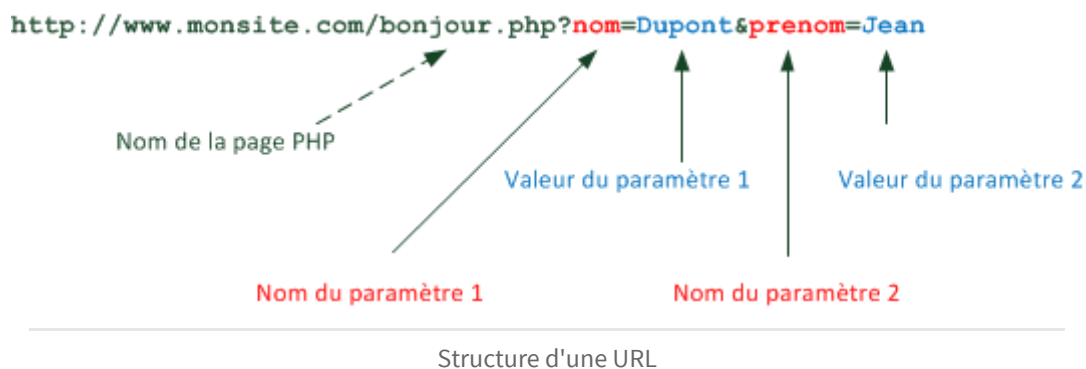 http://www.monsite.com/bonjour.php?nom=Dupont&prenom=Jean
Nom de la page PHP
Valeur du paramètre 1
Valeur du paramètre 2
Nom du paramètre 1
Nom du paramètre 2
Structure d'une URL